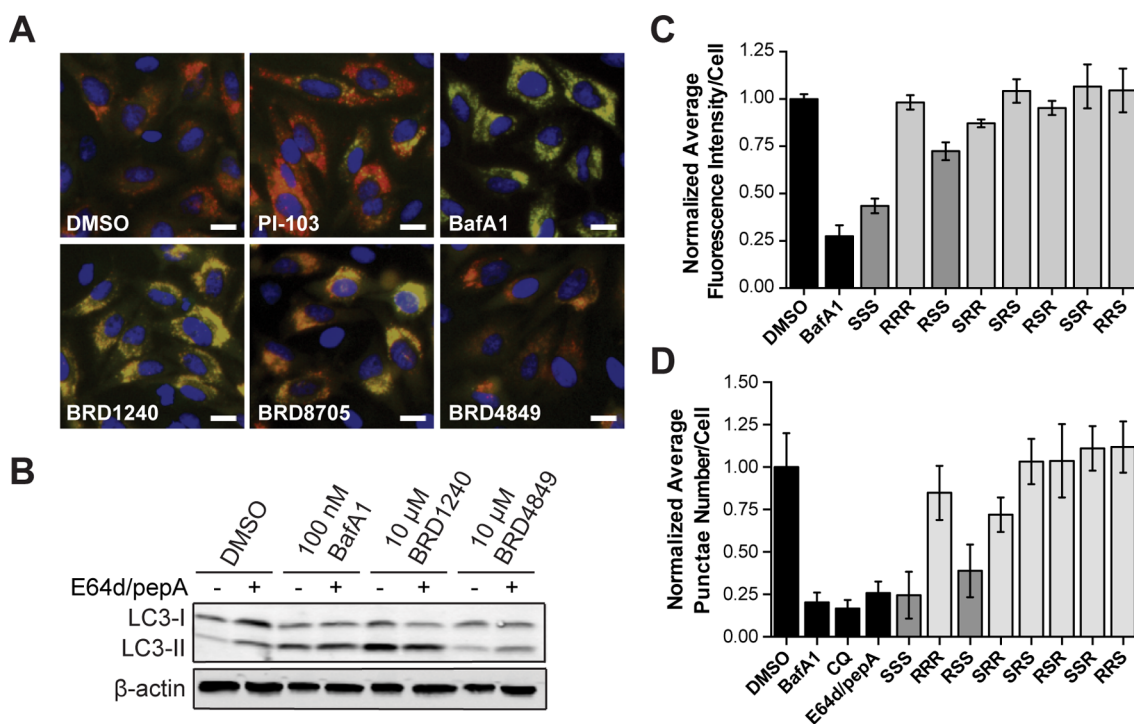 A
DMSO
PI-103
BafA1
BRD1240
BRD8705
BRD4849
B
DMSO
100 nM
BafA1
10 µM
BRD1240
10 µM
BRD4849
E64d/pepA
- + - + - + - +
LC3-I
LC3-II
β-actin
C
Normalized Average
Fluorescence Intensity/Cell
1.25
1.00
0.75
0.50
0.25
0.00
DMSO
BafA1
SSS
RRR
RSS
SRR
SRS
RSR
SSR
RRS
D
Normalized Average
Punctae Number/Cell
1.50
1.25
1.00
0.75
0.50
0.25
0.00
DMSO
BafA1
CQ
E64d/pepA
SSS
RRR
RSS
SRR
SRS
RSR
SSR
RRS